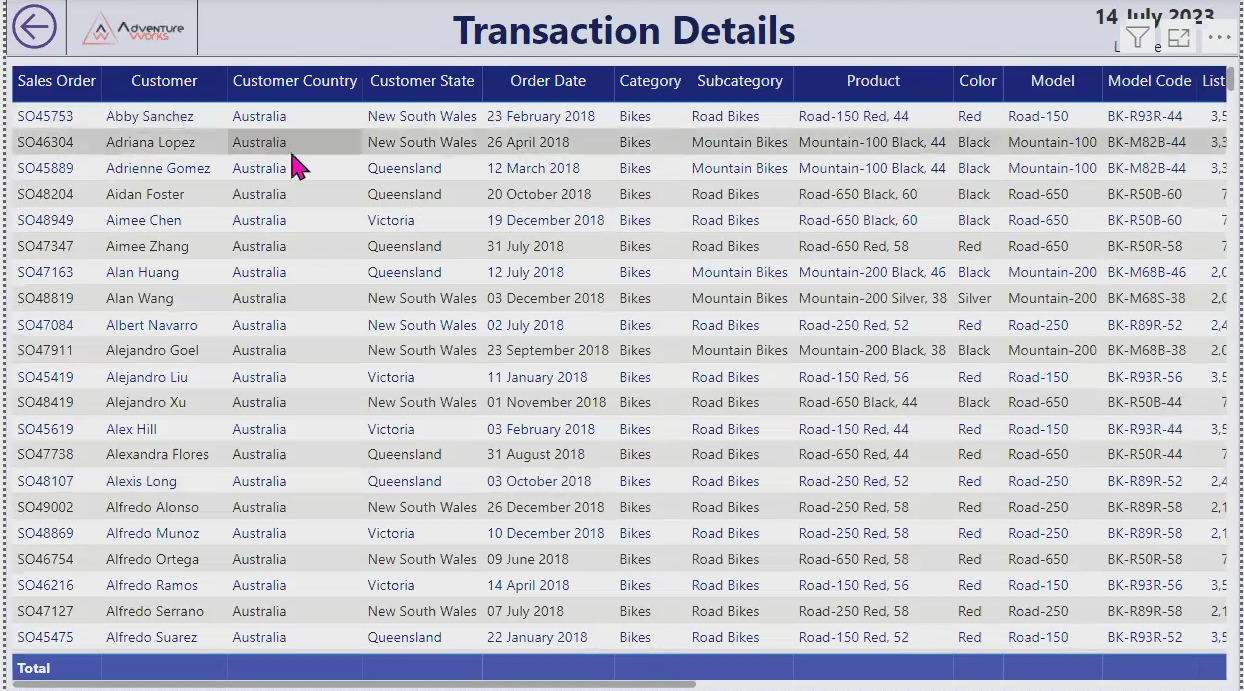 Adventure Works
Transaction Details
14 July 2023
Sales Order Customer Customer Country Customer State Order Date Category Subcategory Product Color Model Model Code List
SO45753 Abby Sanchez Australia New South Wales 23 February 2018 Bikes Road Bikes Road-150 Red, 44 Red Road-150 BK-R93R-44 3,5
SO46304 Adriana Lopez Australia New South Wales 26 April 2018 Bikes Mountain Bikes Mountain-100 Black, 44 Black Mountain-100 BK-M82B-44 3,3
SO45889 Adrienne Gomez Australia Queensland 12 March 2018 Bikes Mountain Bikes Mountain-100 Black, 44 Black Mountain-100 BK-M82B-44 3,3
SO48204 Aidan Foster Australia Queensland 20 October 2018 Bikes Road Bikes Road-650 Black, 60 Black Road-650 BK-R50B-60 7
SO48949 Aimee Chen Australia Victoria 19 December 2018 Bikes Road Bikes Road-650 Black, 60 Black Road-650 BK-R50B-60 7
SO47347 Aimee Zhang Australia Queensland 31 July 2018 Bikes Road Bikes Road-650 Red, 58 Red Road-650 BK-R50R-58 7
SO47163 Alan Huang Australia Queensland 12 July 2018 Bikes Mountain Bikes Mountain-200 Black, 46 Black Mountain-200 BK-M68B-46 2,0
SO48819 Alan Wang Australia New South Wales 03 December 2018 Bikes Mountain Bikes Mountain-200 Silver, 38 Silver Mountain-200 BK-M68S-38 2,0
SO47084 Albert Navarro Australia New South Wales 02 July 2018 Bikes Road Bikes Road-250 Red, 52 Red Road-250 BK-R89R-52 2,4
SO47911 Alejandro Goel Australia New South Wales 23 September 2018 Bikes Mountain Bikes Mountain-200 Black, 38 Black Mountain-200 BK-M68B-38 2,0
SO45419 Alejandro Liu Australia Victoria 11 January 2018 Bikes Road Bikes Road-150 Red, 56 Red Road-150 BK-R93R-56 3,5
SO48419 Alejandro Xu Australia New South Wales 01 November 2018 Bikes Road Bikes Road-650 Black, 44 Black Road-650 BK-R50B-44 7
SO45619 Alex Hill Australia Victoria 03 February 2018 Bikes Road Bikes Road-150 Red, 44 Red Road-150 BK-R93R-44 3,5
SO47738 Alexandra Flores Australia Queensland 31 August 2018 Bikes Road Bikes Road-650 Red, 44 Red Road-650 BK-R50R-44 7
SO48107 Alexis Long Australia Queensland 03 October 2018 Bikes Road Bikes Road-250 Red, 52 Red Road-250 BK-R89R-52 2,4
SO49002 Alfredo Alonso Australia New South Wales 26 December 2018 Bikes Road Bikes Road-250 Red, 58 Red Road-250 BK-R89R-58 2,1
SO48869 Alfredo Munoz Australia Victoria 10 December 2018 Bikes Road Bikes Road-250 Red, 58 Red Road-250 BK-R89R-58 2,1
SO46754 Alfredo Ortega Australia New South Wales 09 June 2018 Bikes Road Bikes Road-650 Red, 58 Red Road-650 BK-R50R-58 7
SO46216 Alfredo Ramos Australia Victoria 14 April 2018 Bikes Road Bikes Road-150 Red, 56 Red Road-150 BK-R93R-56 3,5
SO47127 Alfredo Serrano Australia New South Wales 07 July 2018 Bikes Road Bikes Road-250 Red, 58 Red Road-250 BK-R89R-58 2,1
SO45475 Alfredo Suarez Australia Queensland 22 January 2018 Bikes Road Bikes Road-150 Red, 52 Red Road-150 BK-R93R-52 3,5
Total